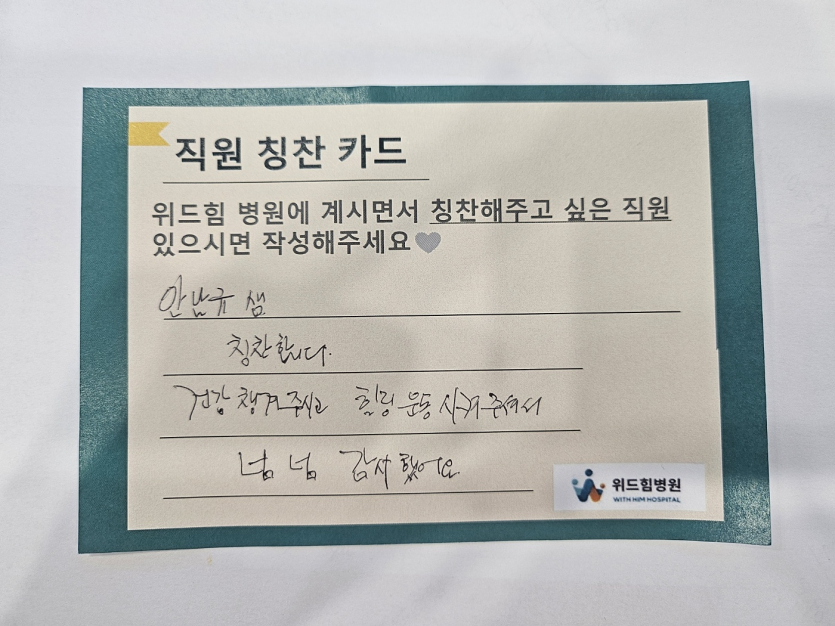 직원 칭찬 카드
위드힘 병원에 계시면서 칭찬해주고 싶은 직원
있으시면 작성해주세요
안남규 샘
칭찬합니다.
건강 챙겨주시고 힐링 운동 시켜주셔서
넘 넘 감사했어요
위드힘병원
WITH HIM HOSPITAL